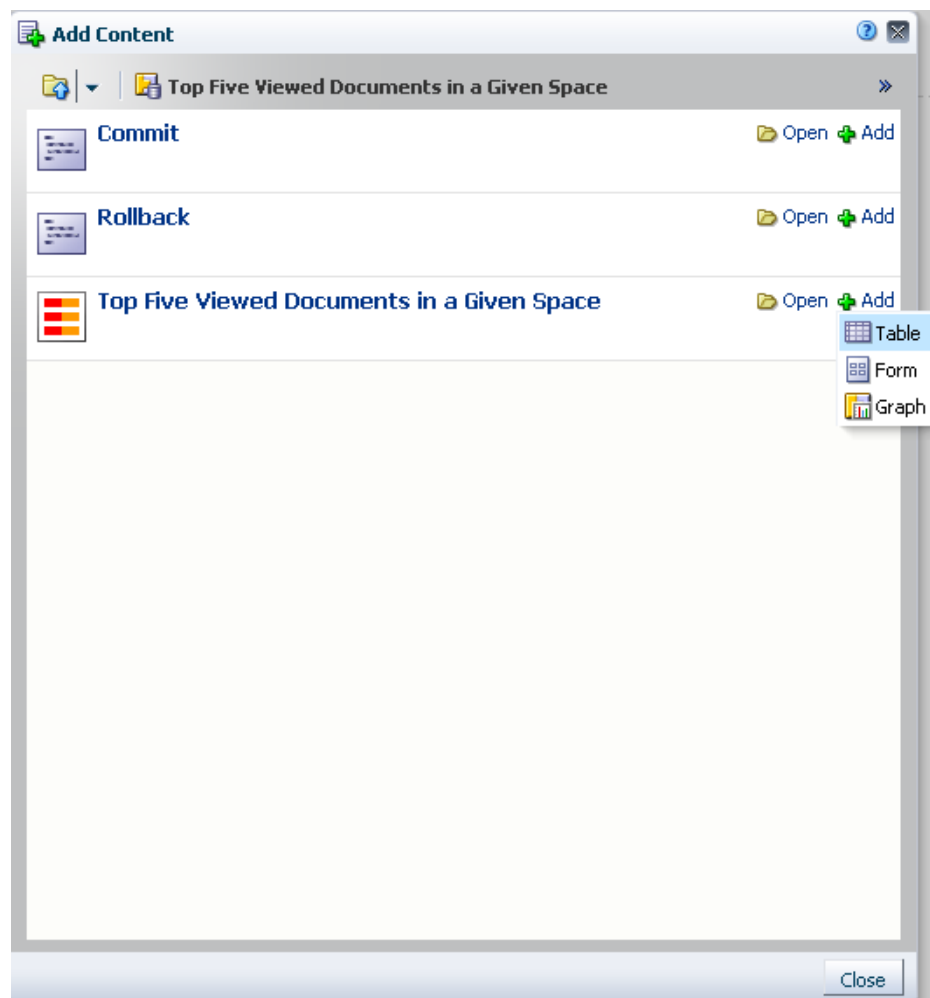 Add Content
Top Five Viewed Documents in a Given Space »
Commit Open Add
Rollback Open Add
Top Five Viewed Documents in a Given Space Open Add
Table
Form
Graph
Close